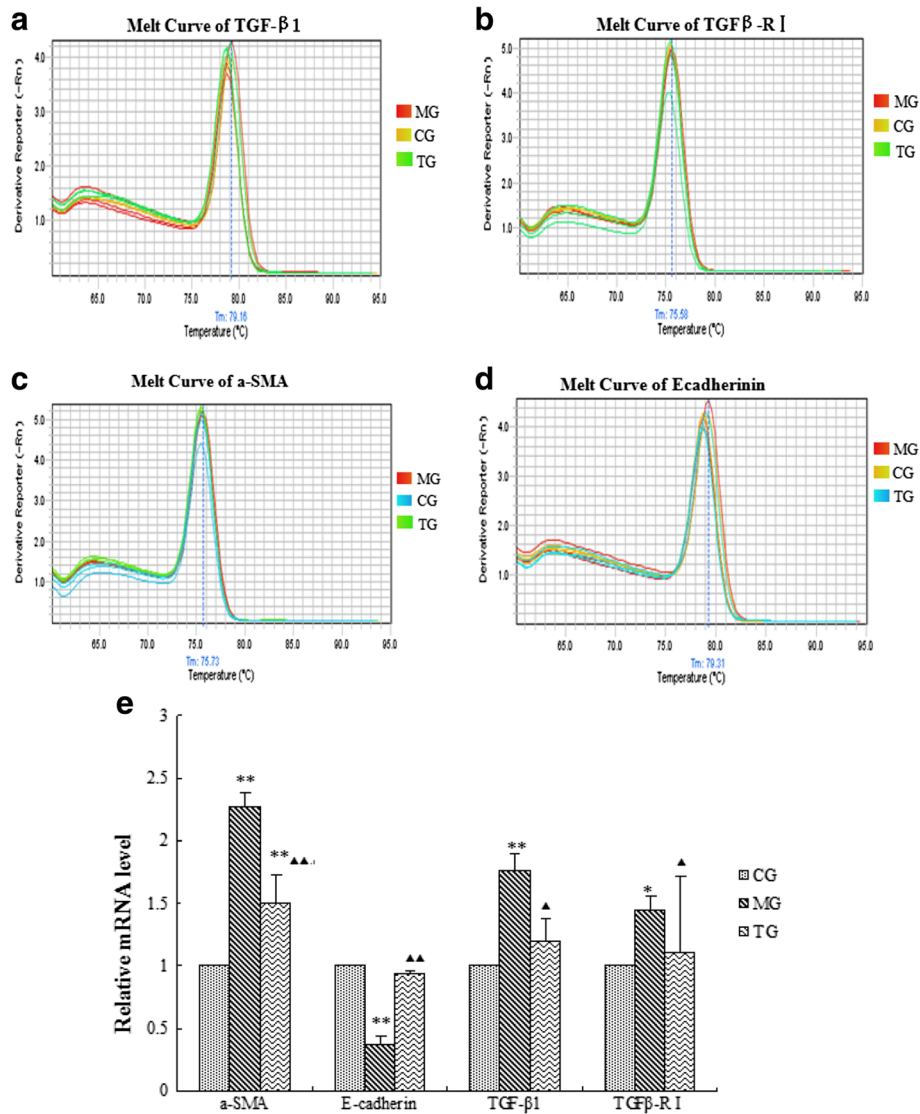 a
Melt Curve of TGF-β1
Derivative Reporter (-Rn)
4.0
3.0
2.0
1.0
65.0 70.0 75.0 80.0 85.0 90.0 95.0
Tm: 79.16
Temperature (°C)
MG
CG
TG
b
Melt Curve of TGFβ-RⅠ
Derivative Reporter (-Rn)
5.0
4.0
3.0
2.0
1.0
65.0 70.0 75.0 80.0 85.0 90.0 95.0
Tm: 75.58
Temperature (°C)
MG
CG
TG
c
Melt Curve of a-SMA
Derivative Reporter (-Rn)
5.0
4.0
3.0
2.0
1.0
65.0 70.0 75.0 80.0 85.0 90.0 95.0
Tm: 75.73
Temperature (°C)
MG
CG
TG
d
Melt Curve of Ecadherinin
Derivative Reporter (-Rn)
4.0
3.0
2.0
1.0
65.0 70.0 75.0 80.0 85.0 90.0 95.0
Tm: 79.31
Temperature (°C)
MG
CG
TG
e
Relative mRNA level
3
2.5
2
1.5
1
0.5
0
** **▲▲ ** ▲▲ ** ▲ * ▲
a-SMA E-cadherin TGF-β1 TGFβ-RⅠ
CG
MG
TG